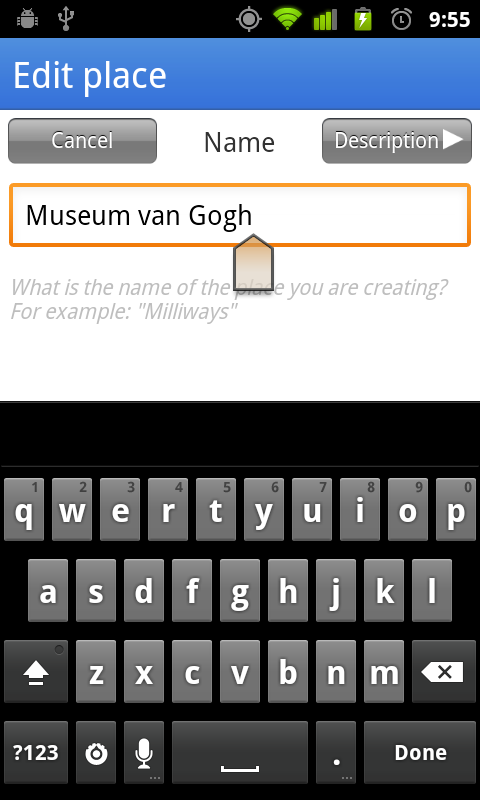 9:55
Edit place
Cancel Name Description
Museum van Gogh
What is the name of the place you are creating?
For example: "Milliways"
1 2 3 4 5 6 7 8 9 0
q w e r t y u i o p
a s d f g h j k l
z x c v b n m
?123 . Done